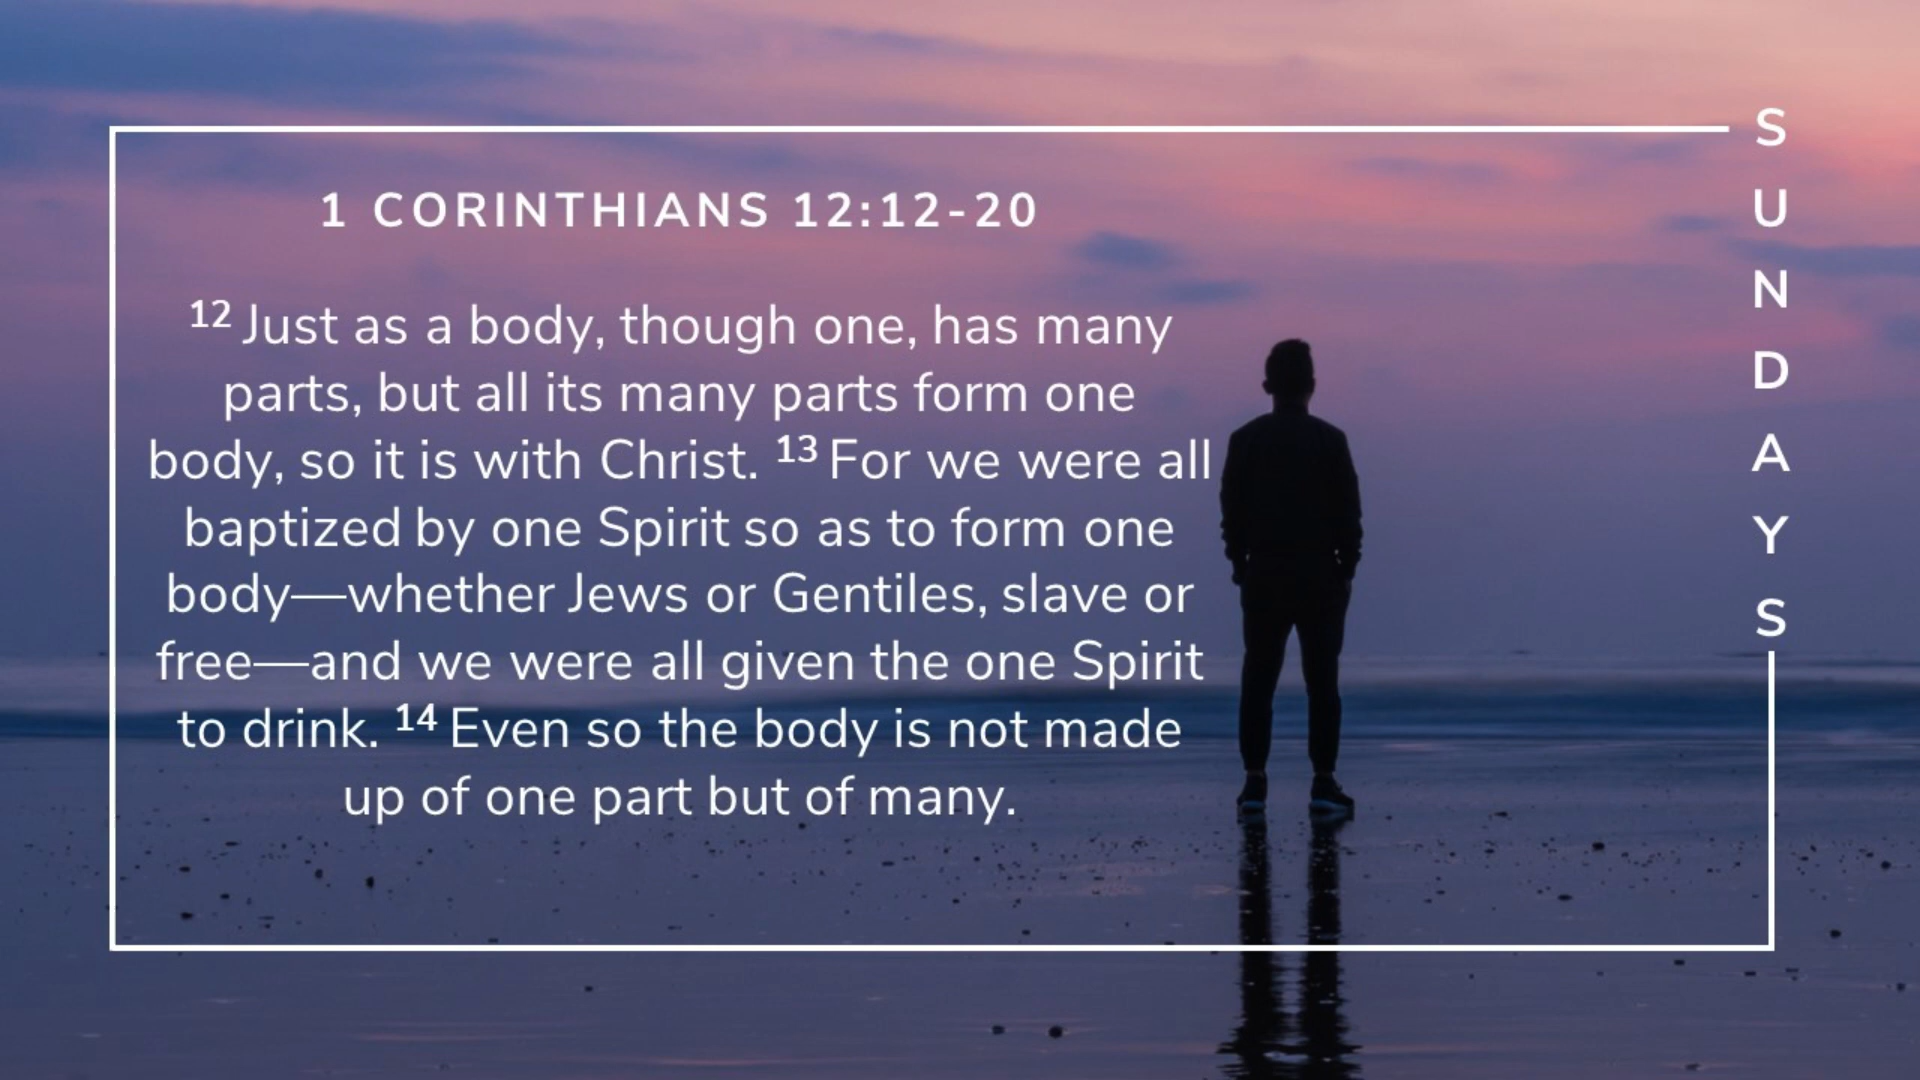 1 CORINTHIANS 12:12-20
12 Just as a body, though one, has many
parts, but all its many parts form one
body, so it is with Christ. 13 For we were all
baptized by one Spirit so as to form one
body—whether Jews or Gentiles, slave or
free—and we were all given the one Spirit
to drink. 14 Even so the body is not made
up of one part but of many.
SUNDAYS